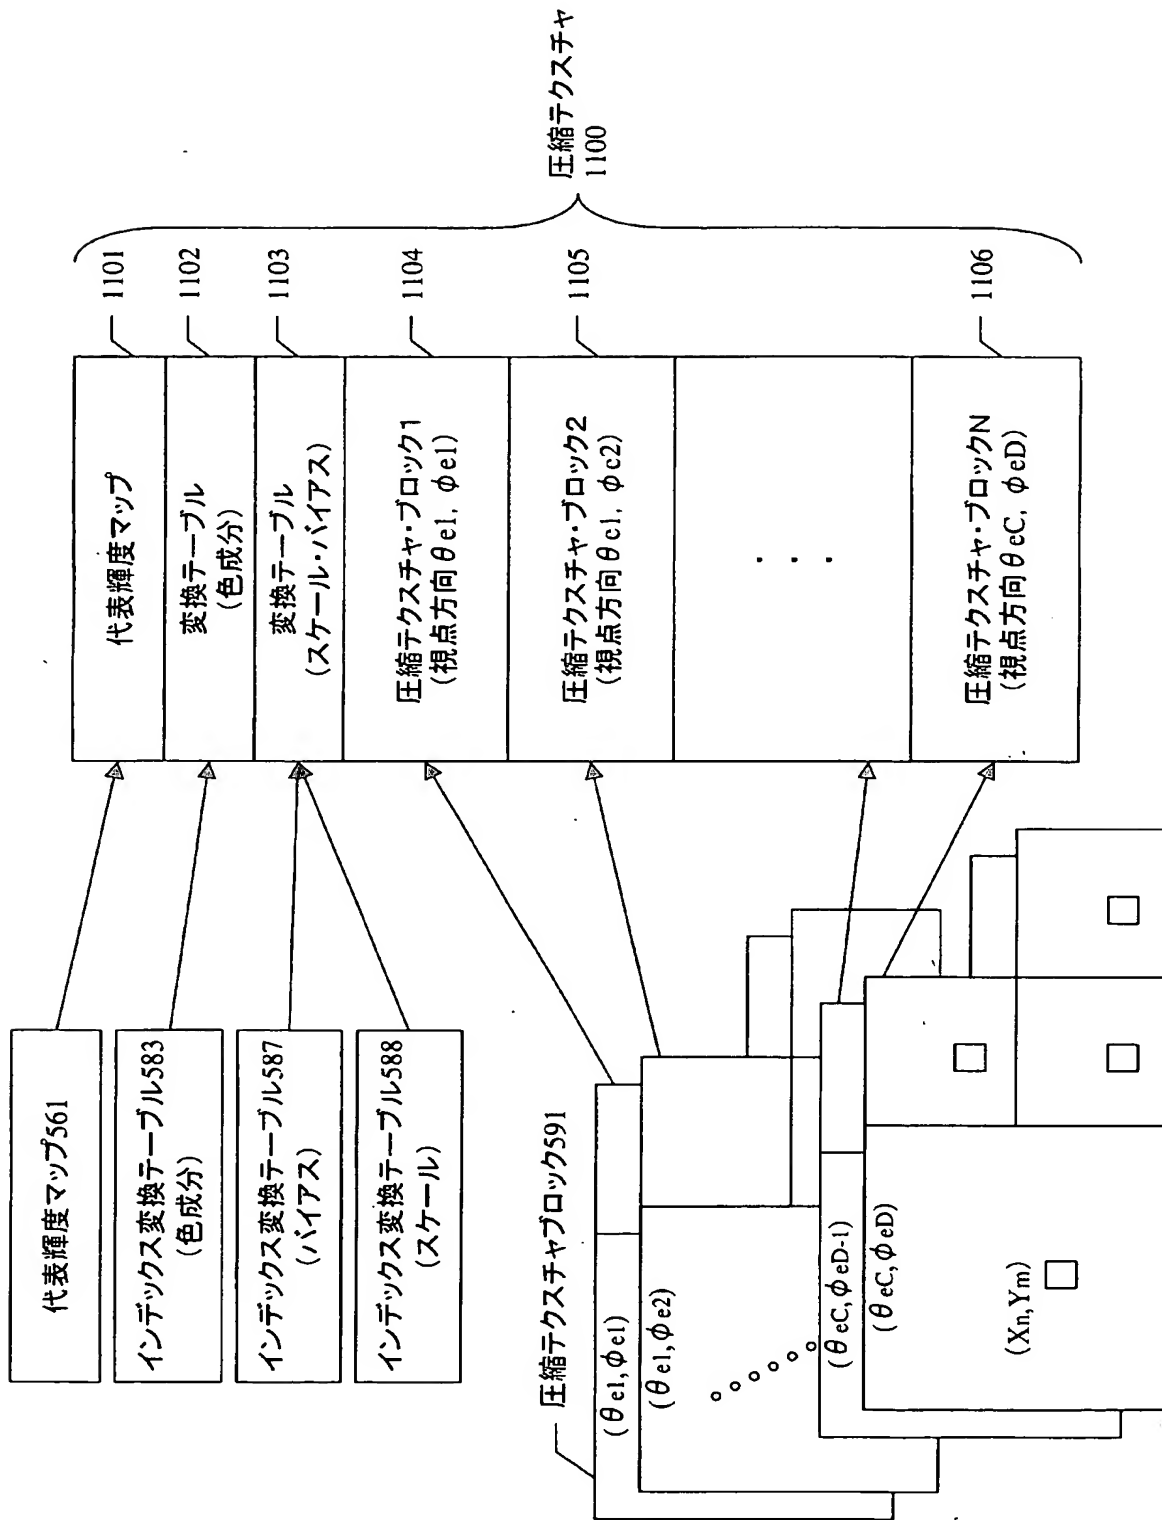 代表輝度マップ561
インデックス変換テーブル583
(色成分)
インデックス変換テーブル587
(バイアス)
インデックス変換テーブル588
(スケール)
圧縮テクスチャブロック591
(θe1,φe1)
(θe1,φe2)
(θeC,φeD-1)
(θeC,φeD)
(Xn,Ym)
代表輝度マップ
変換テーブル
(色成分)
変換テーブル
(スケール・バイアス)
圧縮テクスチャ・ブロック1
(視点方向θe1, φe1)
圧縮テクスチャ・ブロック2
(視点方向θc1, φc2)
・・・
圧縮テクスチャ・ブロックN
(視点方向θeC, φeD)
1101
1102
1103
1104
1105
1106
圧縮テクスチャ
1100